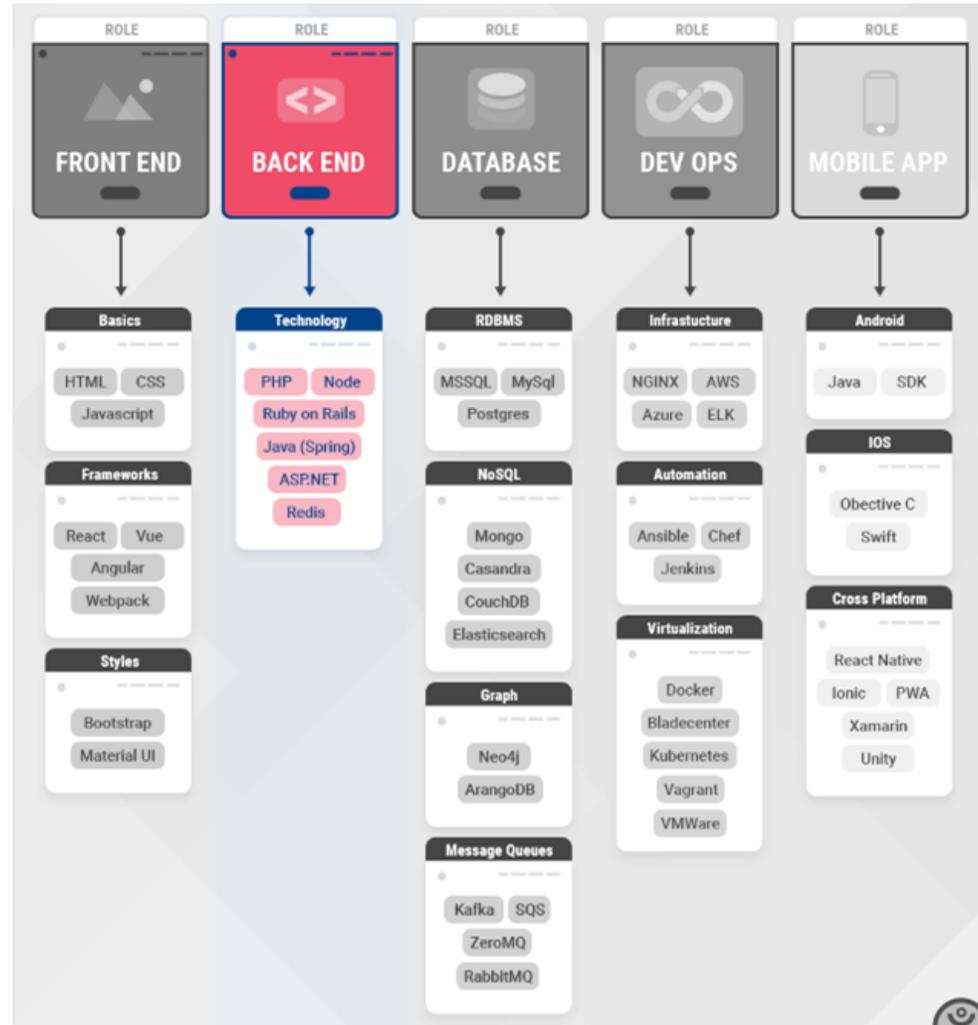 ROLE
FRONT END
Basics
HTML CSS
Javascript
Frameworks
React Vue
Angular
Webpack
Styles
Bootstrap
Material UI
ROLE
BACK END
Technology
PHP Node
Ruby on Rails
Java (Spring)
ASP.NET
Redis
ROLE
DATABASE
RDBMS
MSSQL MySql
Postgres
NoSQL
Mongo
Casandra
CouchDB
Elasticsearch
Graph
Neo4j
ArangoDB
Message Queues
Kafka SQS
ZeroMQ
RabbitMQ
ROLE
DEV OPS
Infrastucture
NGINX AWS
Azure ELK
Automation
Ansible Chef
Jenkins
Virtualization
Docker
Bladecenter
Kubernetes
Vagrant
VMWare
ROLE
MOBILE APP
Android
Java SDK
IOS
Obective C
Swift
Cross Platform
React Native
Ionic PWA
Xamarin
Unity